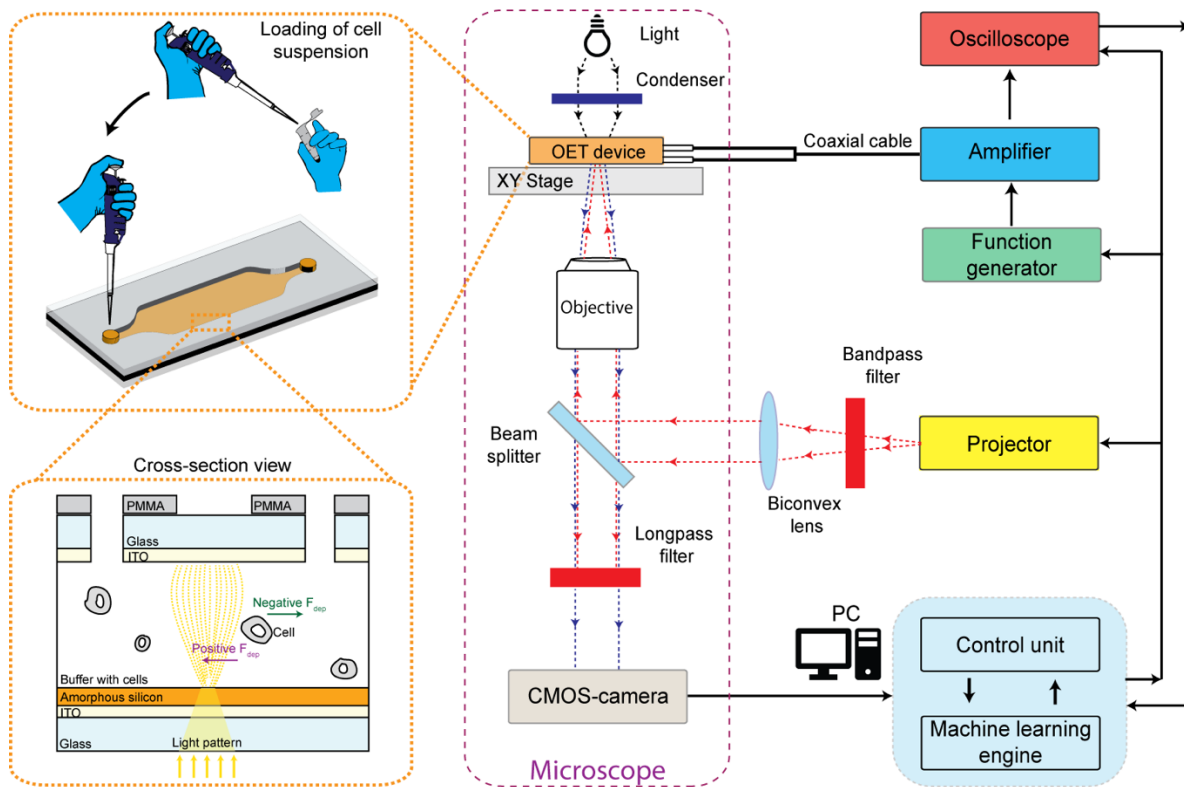 Loading of cell
suspension
Light
Condenser
OET device
XY Stage
Coaxial cable
Oscilloscope
Amplifier
Function
generator
Objective
Bandpass
filter
Beam
splitter
Biconvex
lens
Projector
Longpass
filter
CMOS-camera
PC
Control unit
Machine learning
engine
Microscope
Cross-section view
PMMA
PMMA
Glass
ITO
Negative F_dep
Cell
Positive F_dep
Buffer with cells
Amorphous silicon
ITO
Glass
Light pattern